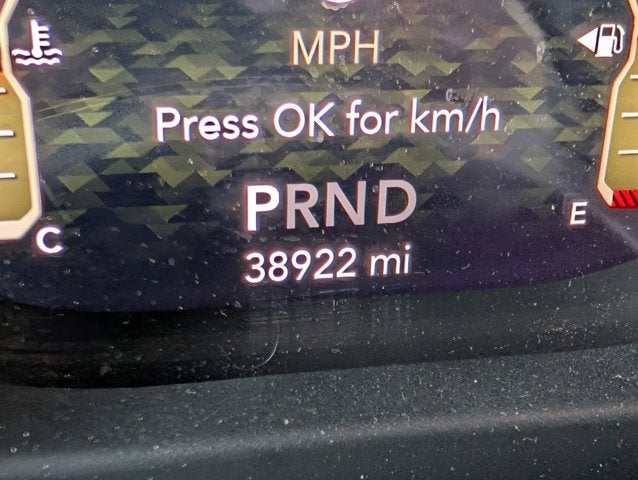 MPH
Press OK for km/h
PRND
E
C
38922 mi